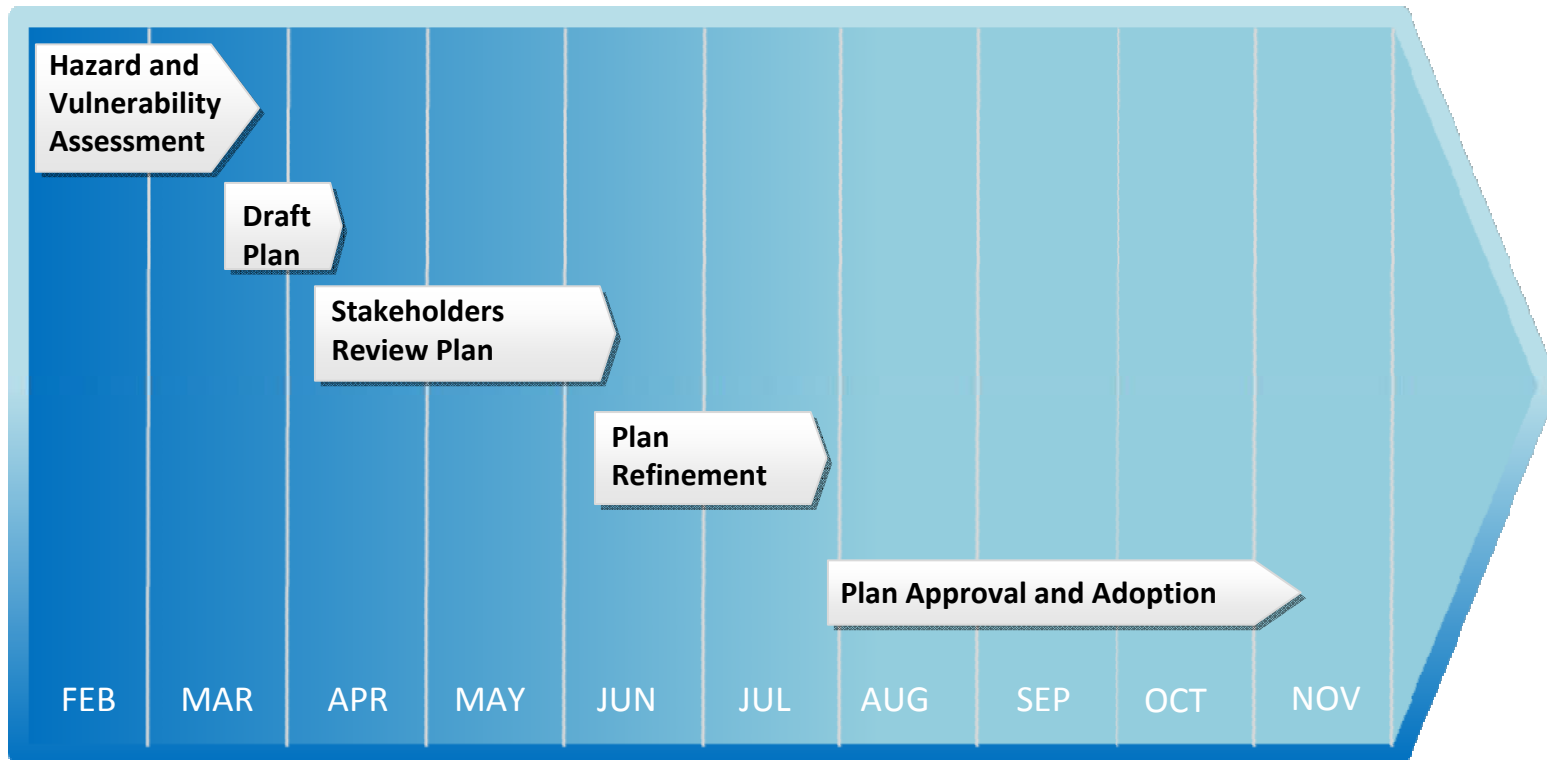 Hazard and
Vulnerability
Assessment
Draft
Plan
Stakeholders
Review Plan
Plan
Refinement
Plan Approval and Adoption
FEB MAR APR MAY JUN JUL AUG SEP OCT NOV